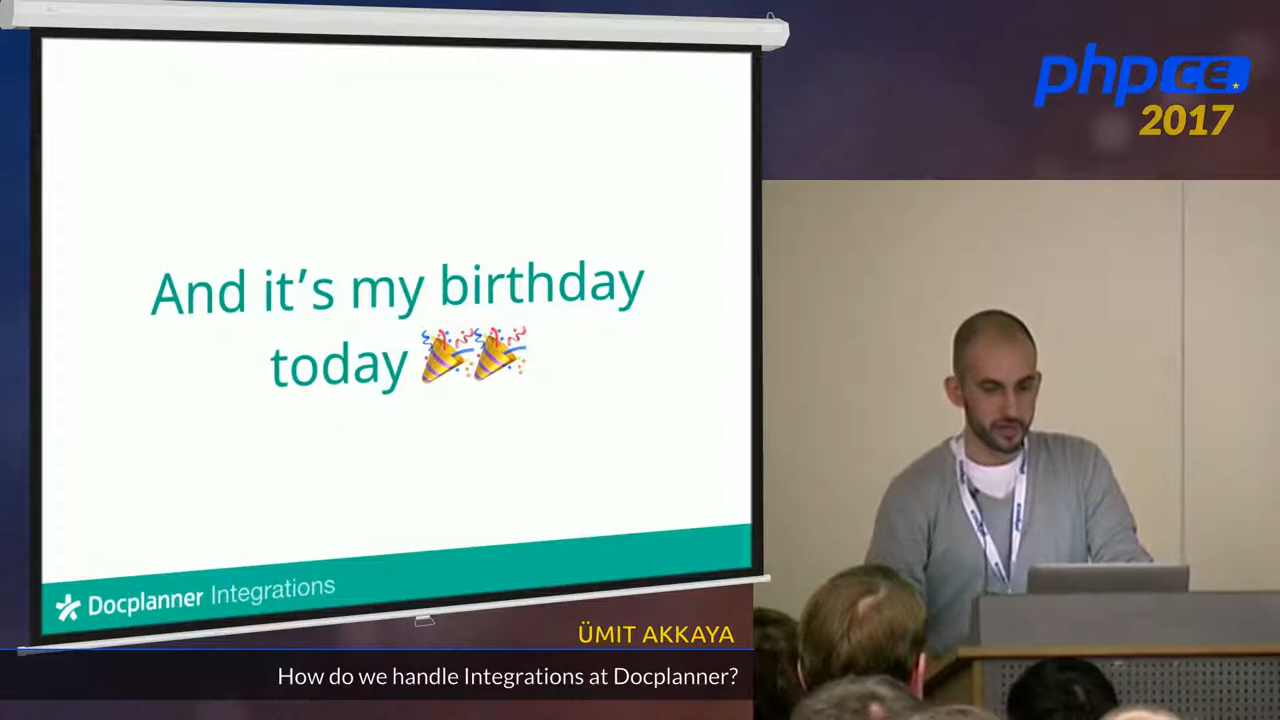 And it's my birthday
today 🎉🎉
Docplanner Integrations
phpCE
2017
ÜMIT AKKAYA
How do we handle Integrations at Docplanner?